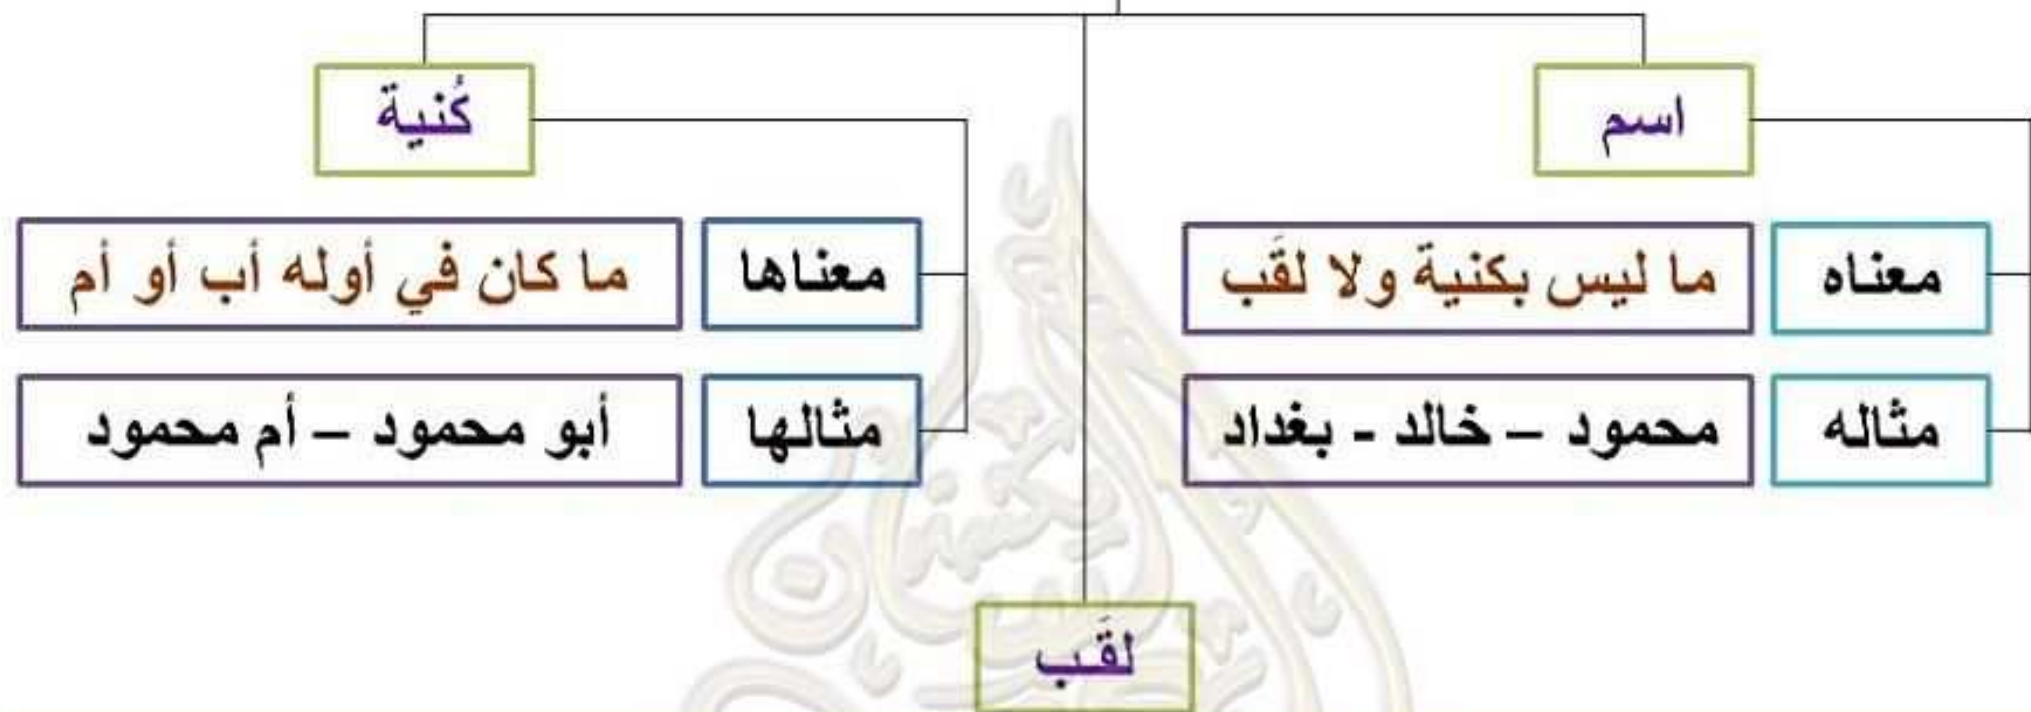 اسم
معناه
ما ليس بكنية ولا لقَب
مثاله
محمود – خالد - بغداد
كُنية
معناها
ما كان في أوله أب أو أم
مثالها
أبو محمود – أم محمود
لقَب